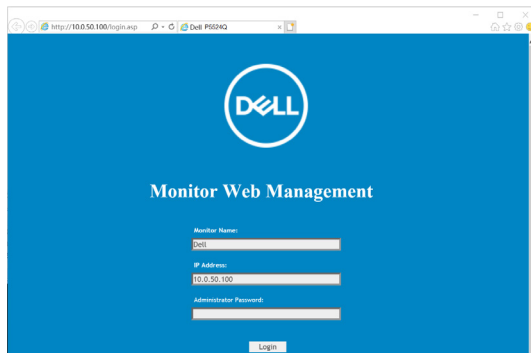 http://10.0.50.100/login.asp
Dell P5524Q
DELL
Monitor Web Management
Monitor Name:
Dell
IP Address:
10.0.50.100
Administrator Password:
Login